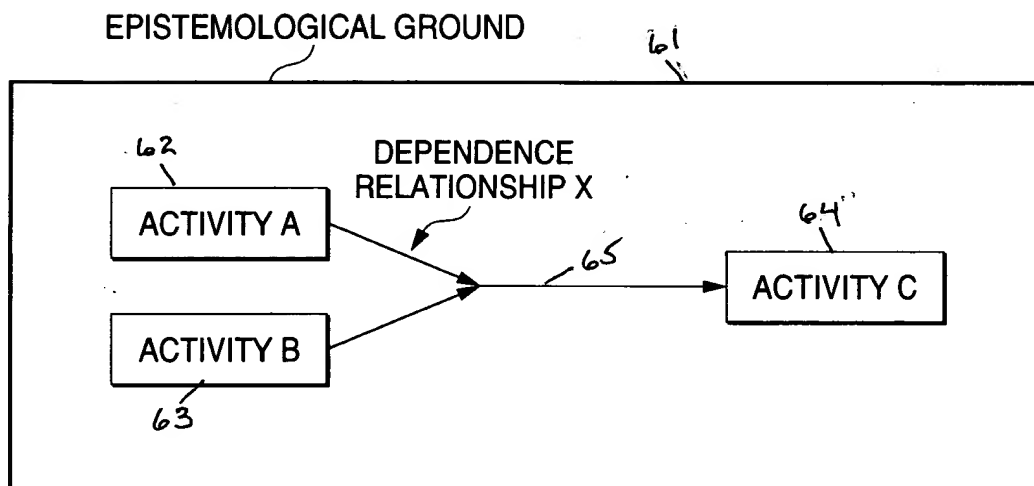 EPISTEMOLOGICAL GROUND
61
62
DEPENDENCE
RELATIONSHIP X
ACTIVITY A
64"
65
ACTIVITY C
ACTIVITY B
63